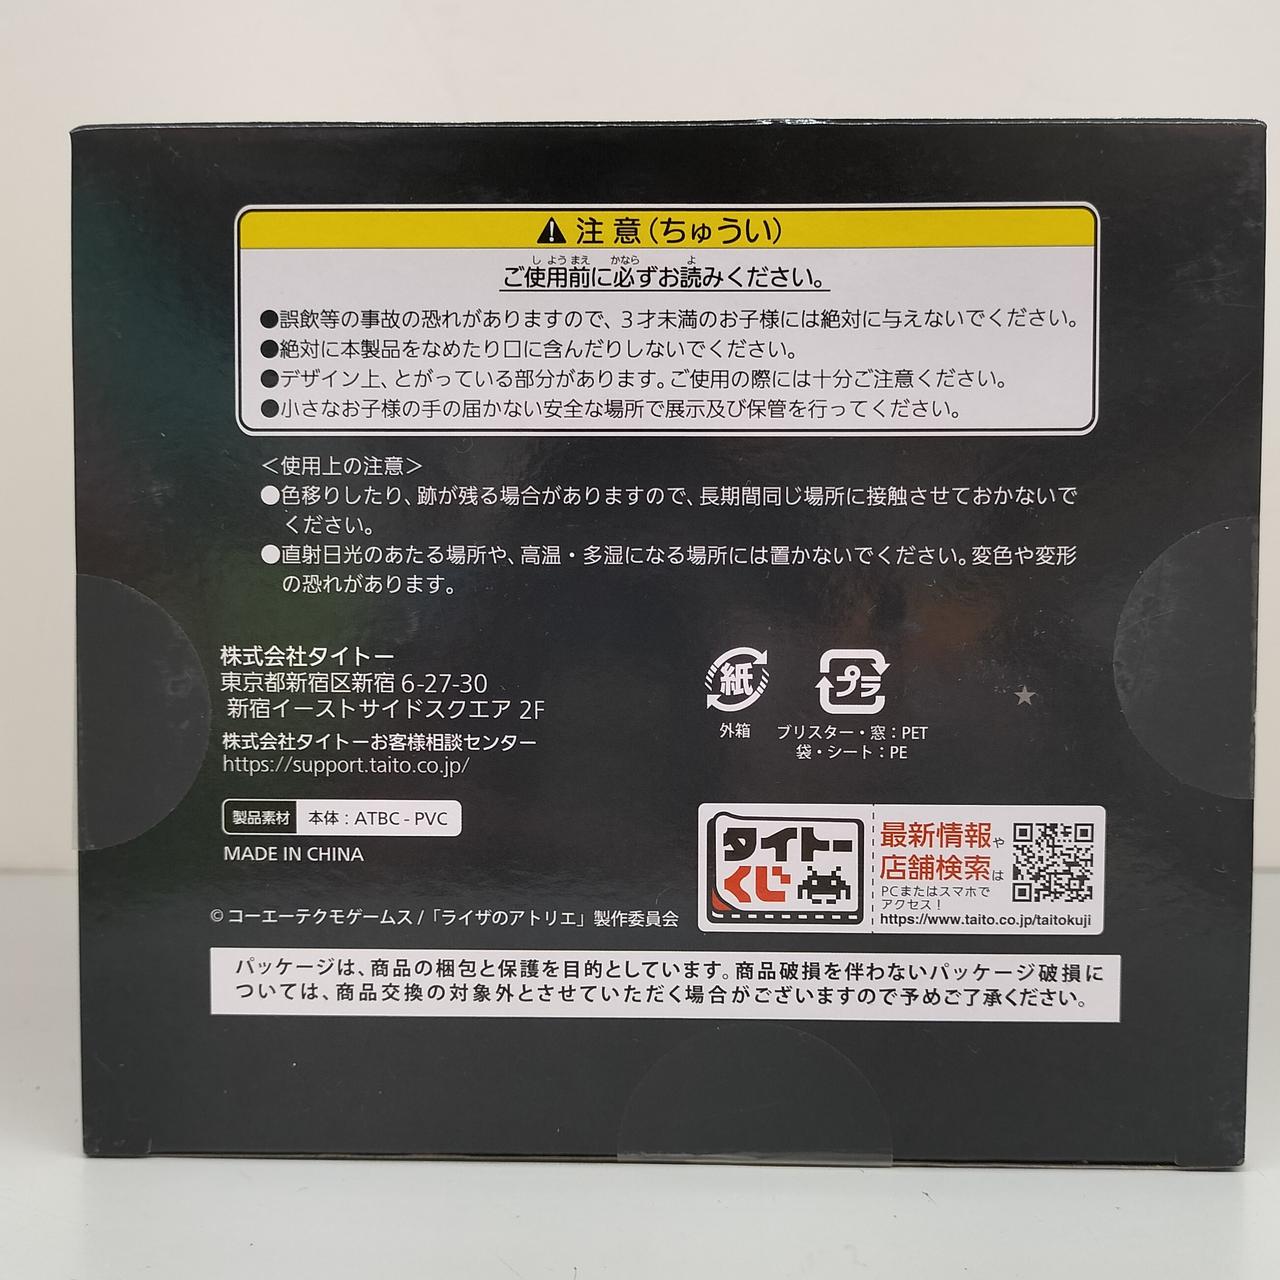 注意(ちゅうい)
ご使用前に必ずお読みください。
しようまえ かなら よ
●誤飲等の事故の恐れがありますので、3才未満のお子様には絶対に与えないでください。
●絶対に本製品をなめたり口に含んだりしないでください。
●デザイン上、とがっている部分があります。ご使用の際には十分ご注意ください。
●小さなお子様の手の届かない安全な場所で展示及び保管を行ってください。
＜使用上の注意＞
●色移りしたり、跡が残る場合がありますので、長期間同じ場所に接触させておかないで
ください。
●直射日光のあたる場所や、高温・多湿になる場所には置かないでください。変色や変形
の恐れがあります。
株式会社タイトー
東京都新宿区新宿 6-27-30
新宿イーストサイドスクエア 2F
株式会社タイトーお客様相談センター
https://support.taito.co.jp/
紙
外箱
プラ
ブリスター・窓：PET
袋・シート：PE
製品素材 本体：ATBC-PVC
MADE IN CHINA
© コーエーテクモゲームス/「ライザのアトリエ」製作委員会
タイトー
くじ
最新情報や
店舗検索は
PCまたはスマホで
アクセス！
https://www.taito.co.jp/taitokuji
パッケージは、商品の梱包と保護を目的としています。商品破損を伴わないパッケージ破損に
ついては、商品交換の対象外とさせていただく場合がございますので予めご了承ください。